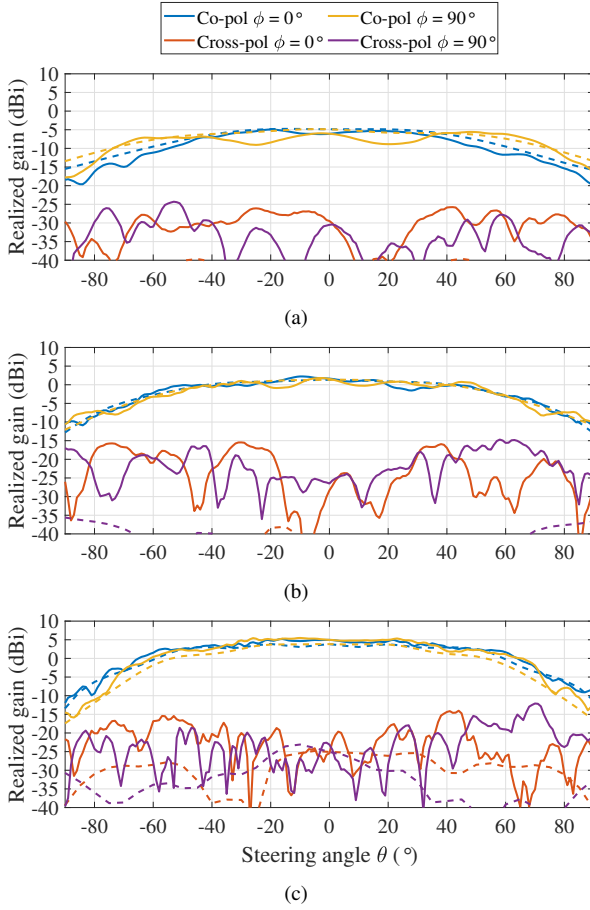 Co-pol ϕ = 0° Co-pol ϕ = 90°
Cross-pol ϕ = 0° Cross-pol ϕ = 90°
Realized gain (dBi)
10
5
0
-5
-10
-15
-20
-25
-30
-35
-40
-80 -60 -40 -20 0 20 40 60 80
(a)
Realized gain (dBi)
10
5
0
-5
-10
-15
-20
-25
-30
-35
-40
-80 -60 -40 -20 0 20 40 60 80
(b)
Realized gain (dBi)
10
5
0
-5
-10
-15
-20
-25
-30
-35
-40
-80 -60 -40 -20 0 20 40 60 80
Steering angle θ (°)
(c)